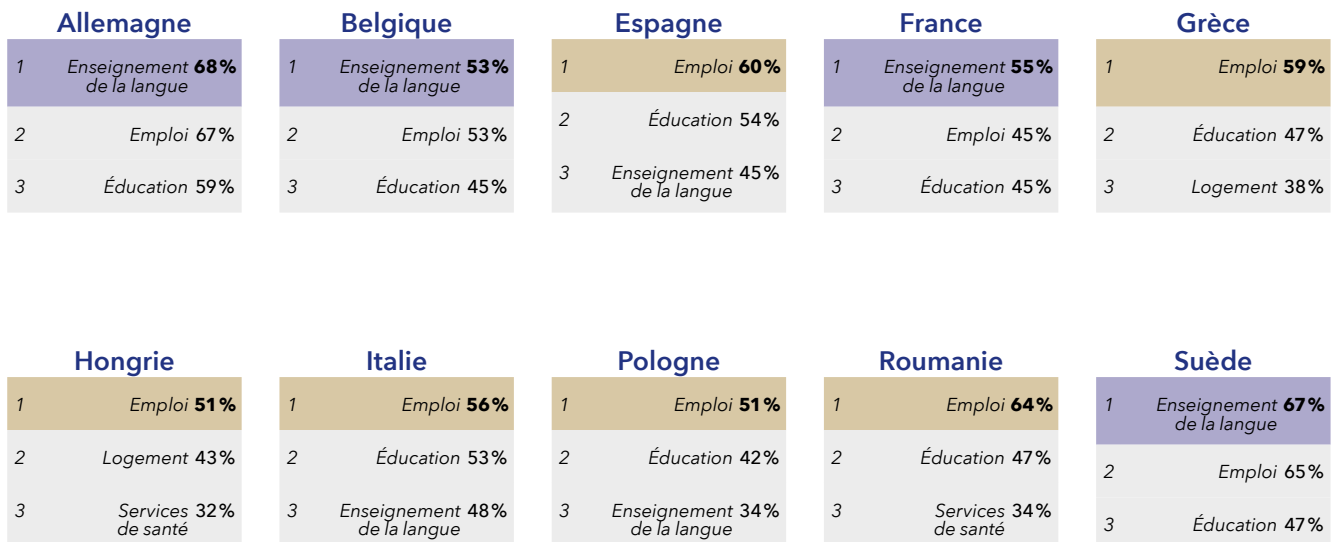 Allemagne
1 Enseignement 68%
de la langue
2 Emploi 67%
3 Éducation 59%
Belgique
1 Enseignement 53%
de la langue
2 Emploi 53%
3 Éducation 45%
Espagne
1 Emploi 60%
2 Éducation 54%
3 Enseignement 45%
de la langue
France
1 Enseignement 55%
de la langue
2 Emploi 45%
3 Éducation 45%
Grèce
1 Emploi 59%
2 Éducation 47%
3 Logement 38%
Hongrie
1 Emploi 51%
2 Logement 43%
3 Services 32%
de santé
Italie
1 Emploi 56%
2 Éducation 53%
3 Enseignement 48%
de la langue
Pologne
1 Emploi 51%
2 Éducation 42%
3 Enseignement 34%
de la langue
Roumanie
1 Emploi 64%
2 Éducation 47%
3 Services 34%
de santé
Suède
1 Enseignement 67%
de la langue
2 Emploi 65%
3 Éducation 47%